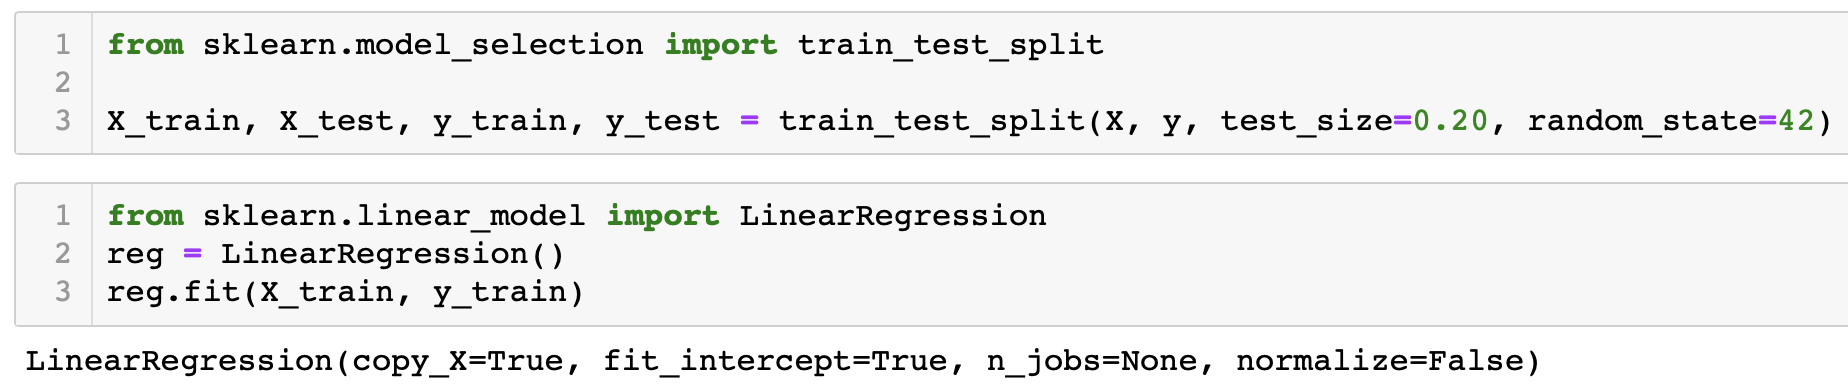 1 from sklearn.model_selection import train_test_split
2
3 X_train, X_test, y_train, y_test = train_test_split(X, y, test_size=0.20, random_state=42)
1 from sklearn.linear_model import LinearRegression
2 reg = LinearRegression()
3 reg.fit(X_train, y_train)
LinearRegression(copy_X=True, fit_intercept=True, n_jobs=None, normalize=False)